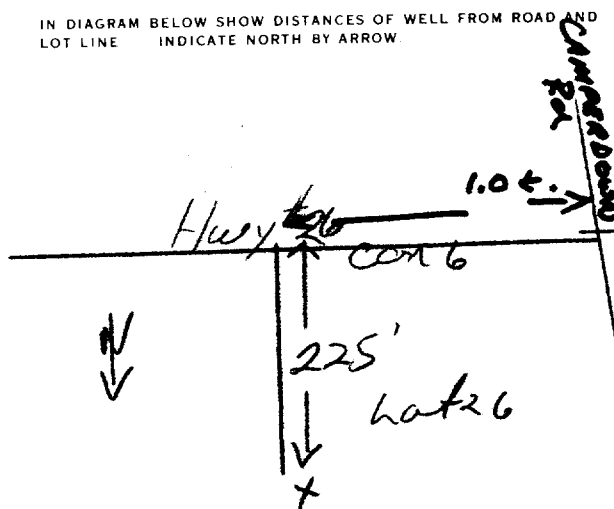 IN DIAGRAM BELOW SHOW DISTANCES OF WELL FROM ROAD AND
LOT LINE INDICATE NORTH BY ARROW.
CAMPERDOWN
Rd
1.0 k.
Hwy #26
con 6
N
225'
Lot 26
X